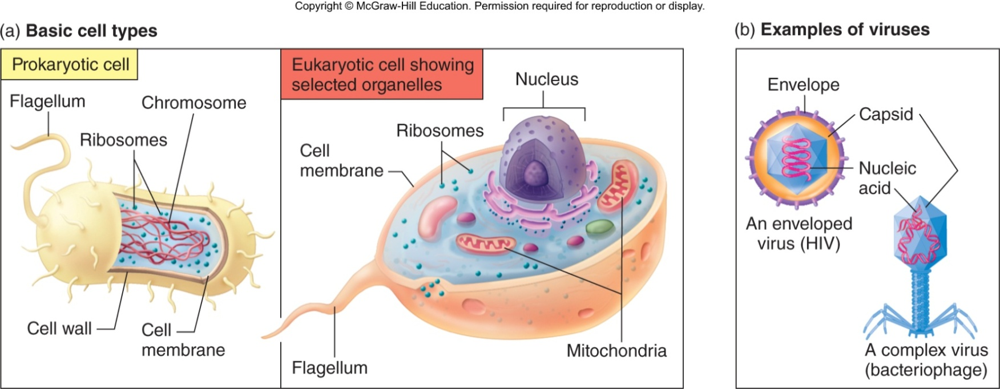 Copyright © McGraw-Hill Education. Permission required for reproduction or display.
(a) Basic cell types
Prokaryotic cell
Flagellum
Chromosome
Ribosomes
Cell wall
Cell
membrane
Eukaryotic cell showing
selected organelles
Nucleus
Ribosomes
Cell
membrane
Mitochondria
Flagellum
(b) Examples of viruses
Envelope
Capsid
Nucleic
acid
An enveloped
virus (HIV)
A complex virus
(bacteriophage)